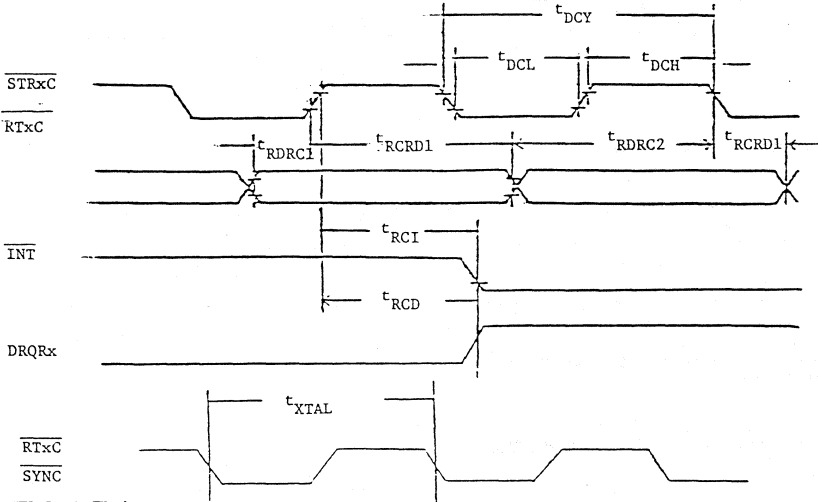 tDCY
tDCL
tDCH
STRxC
RTxC
tRDRC1
tRCRD1
tRDRC2
tRCRD1
tRCI
INT
tRCD
DRQRx
tXTAL
RTxC
SYNC